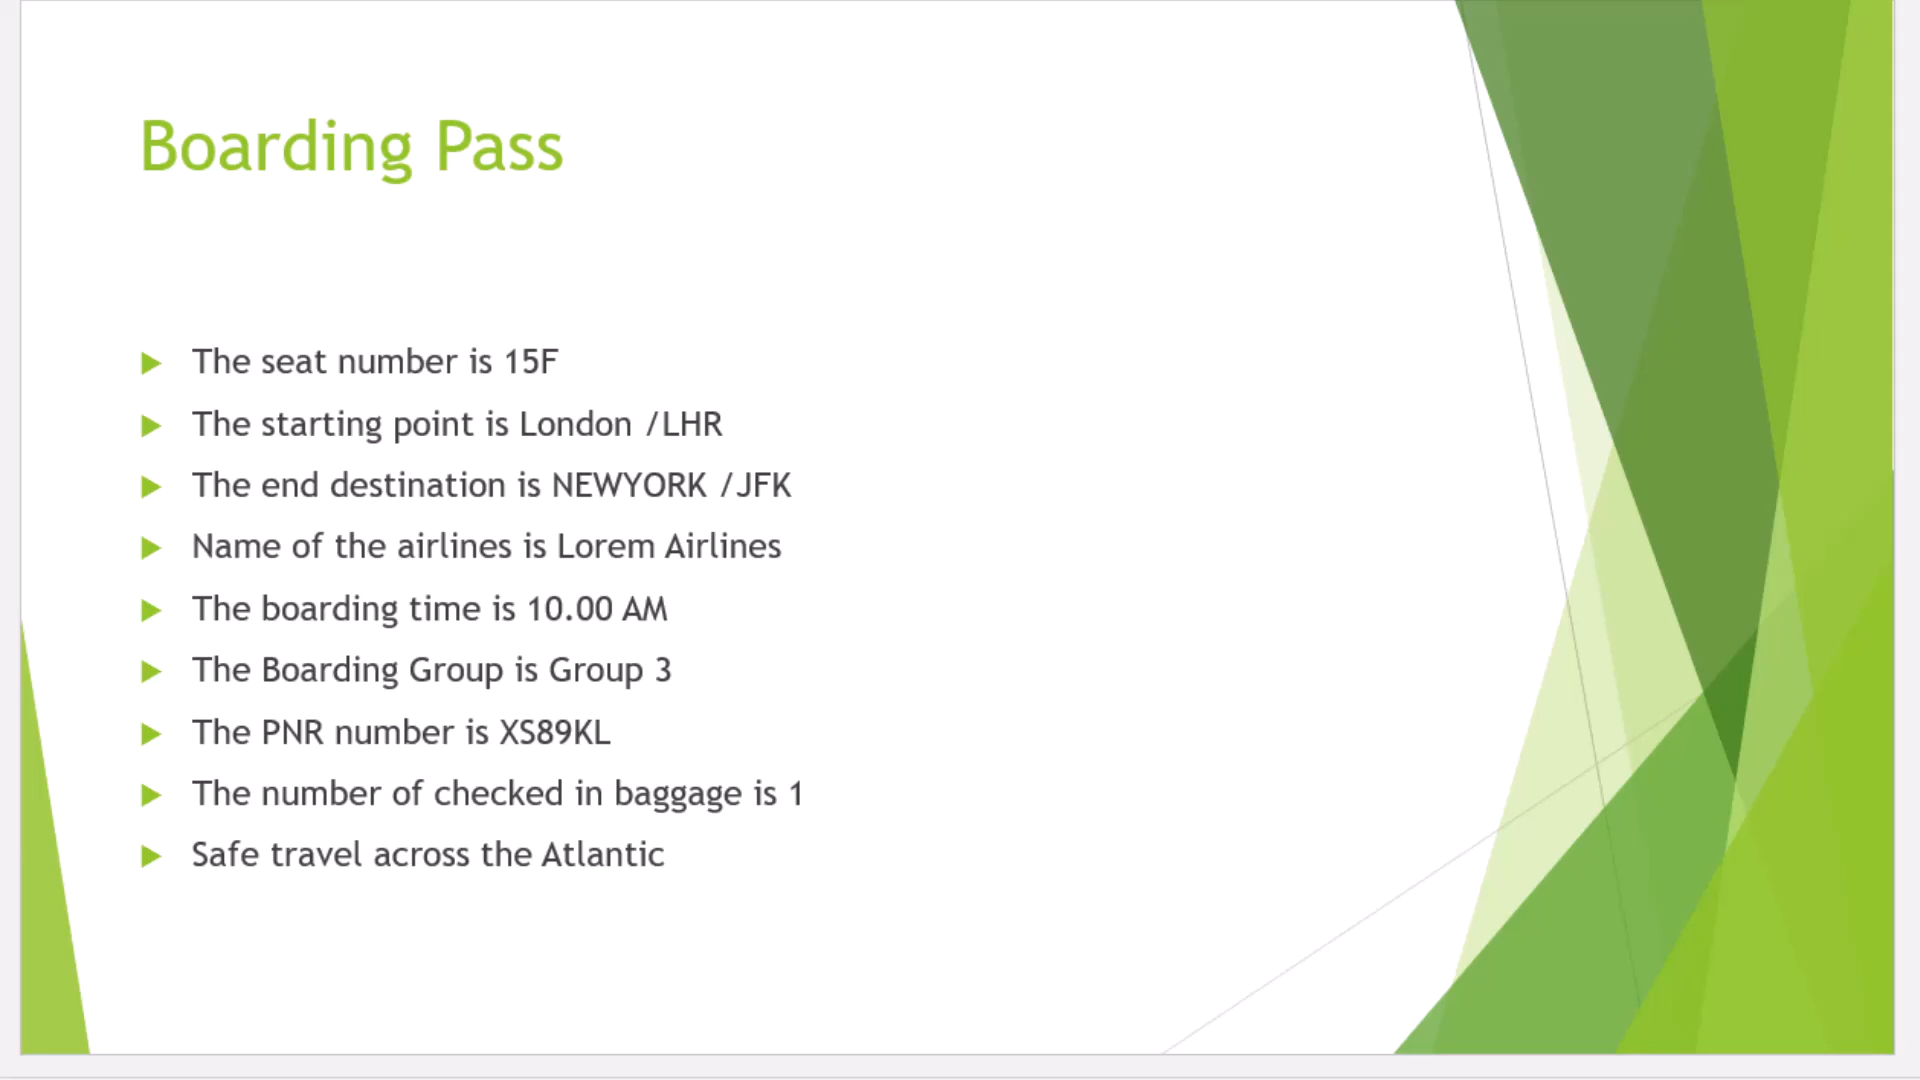 Boarding Pass
The seat number is 15F
The starting point is London /LHR
The end destination is NEWYORK /JFK
Name of the airlines is Lorem Airlines
The boarding time is 10.00 AM
The Boarding Group is Group 3
The PNR number is XS89KL
The number of checked in baggage is 1
Safe travel across the Atlantic